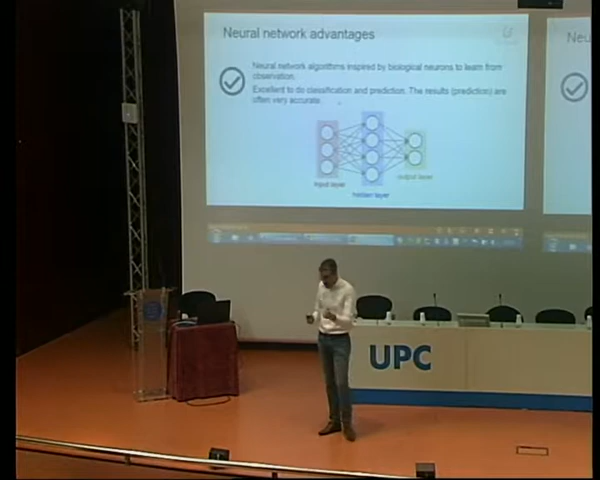 Neural network advantages
Neu
Neural network algorithms inspired by biological neurons to learn from
observation.
Excellent to do classification and prediction. The results (prediction) are
often very accurate.
input layer
output layer
hidden layer
UPC